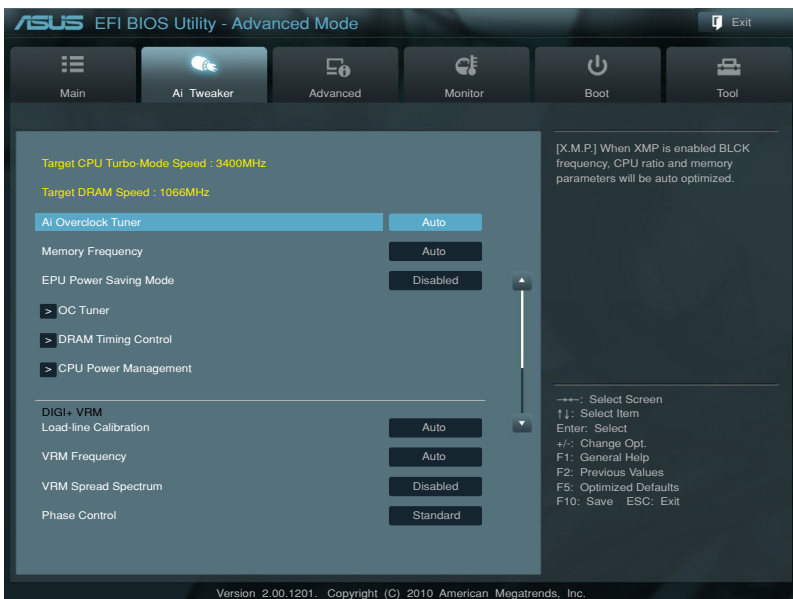 ASUS EFI BIOS Utility - Advanced Mode
Exit
Main
Ai Tweaker
Advanced
Monitor
Boot
Tool
Target CPU Turbo-Mode Speed : 3400MHz
Target DRAM Speed : 1066MHz
Ai Overclock Tuner Auto
Memory Frequency Auto
EPU Power Saving Mode Disabled
> OC Tuner
> DRAM Timing Control
> CPU Power Management
DIGI+ VRM
Load-line Calibration Auto
VRM Frequency Auto
VRM Spread Spectrum Disabled
Phase Control Standard
[X.M.P.] When XMP is enabled BLCK
frequency, CPU ratio and memory
parameters will be auto optimized.
→←: Select Screen
↑↓: Select Item
Enter: Select
+/-: Change Opt.
F1: General Help
F2: Previous Values
F5: Optimized Defaults
F10: Save ESC: Exit
Version 2.00.1201. Copyright (C) 2010 American Megatrends, Inc.